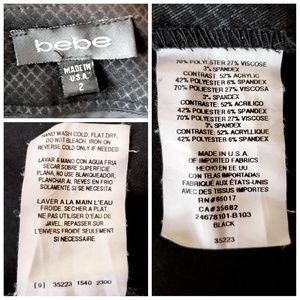 bebe
MADE IN
U.S.A.
2
HAND WASH COLD, FLAT DRY,
DO NOT BLEACH, IRON ON
REVERSE, COLD ONLY IF NEEDED
LAVAR A MANO CON AGUA FRIA
SECAR SOBRE SUPERFICIE
PLANA, NO USE BLANQUEADOR,
PLANCHAR AL REVES EN FRIO
SOLAMENTE SI SE NECESITA
LAVER A LA MAIN L'EAU
FROIDE, SECHER A PLAT,
NE PAS UTILISER D'EAU DE
JAVEL, REPASSER SUR
L'ENVERS FROIDE SEULEMENT
SI NECESSAIRE
[9] 35223 1540 2300
70% POLYESTER 27% VISCOSE
3% SPANDEX
CONTRAST: 52% ACRYLIC
42% POLYESTER 6% SPANDEX
70% POLIESTER 27% VISCOSA
3% SPANDEX
CONTRASTE: 52% ACRILICO
42% POLIESTER 6% SPANDEX
70% POLYESTER 27% VISCOSE
3% SPANDEX
CONTRASTE: 52% ACRYLLIQUE
42% POLYESTER 6% SPANDEX
MADE IN U.S.A.
OF IMPORTED FABRICS
HECHO EN EE.UU.
CON TELAS IMPORTADAS
FABRIQUÉ AUX ÉTATS-UNIS
AVEC DES TISSUS IMPORTES
RN#66017
CA#35682
24678101-B103
BLACK
35223